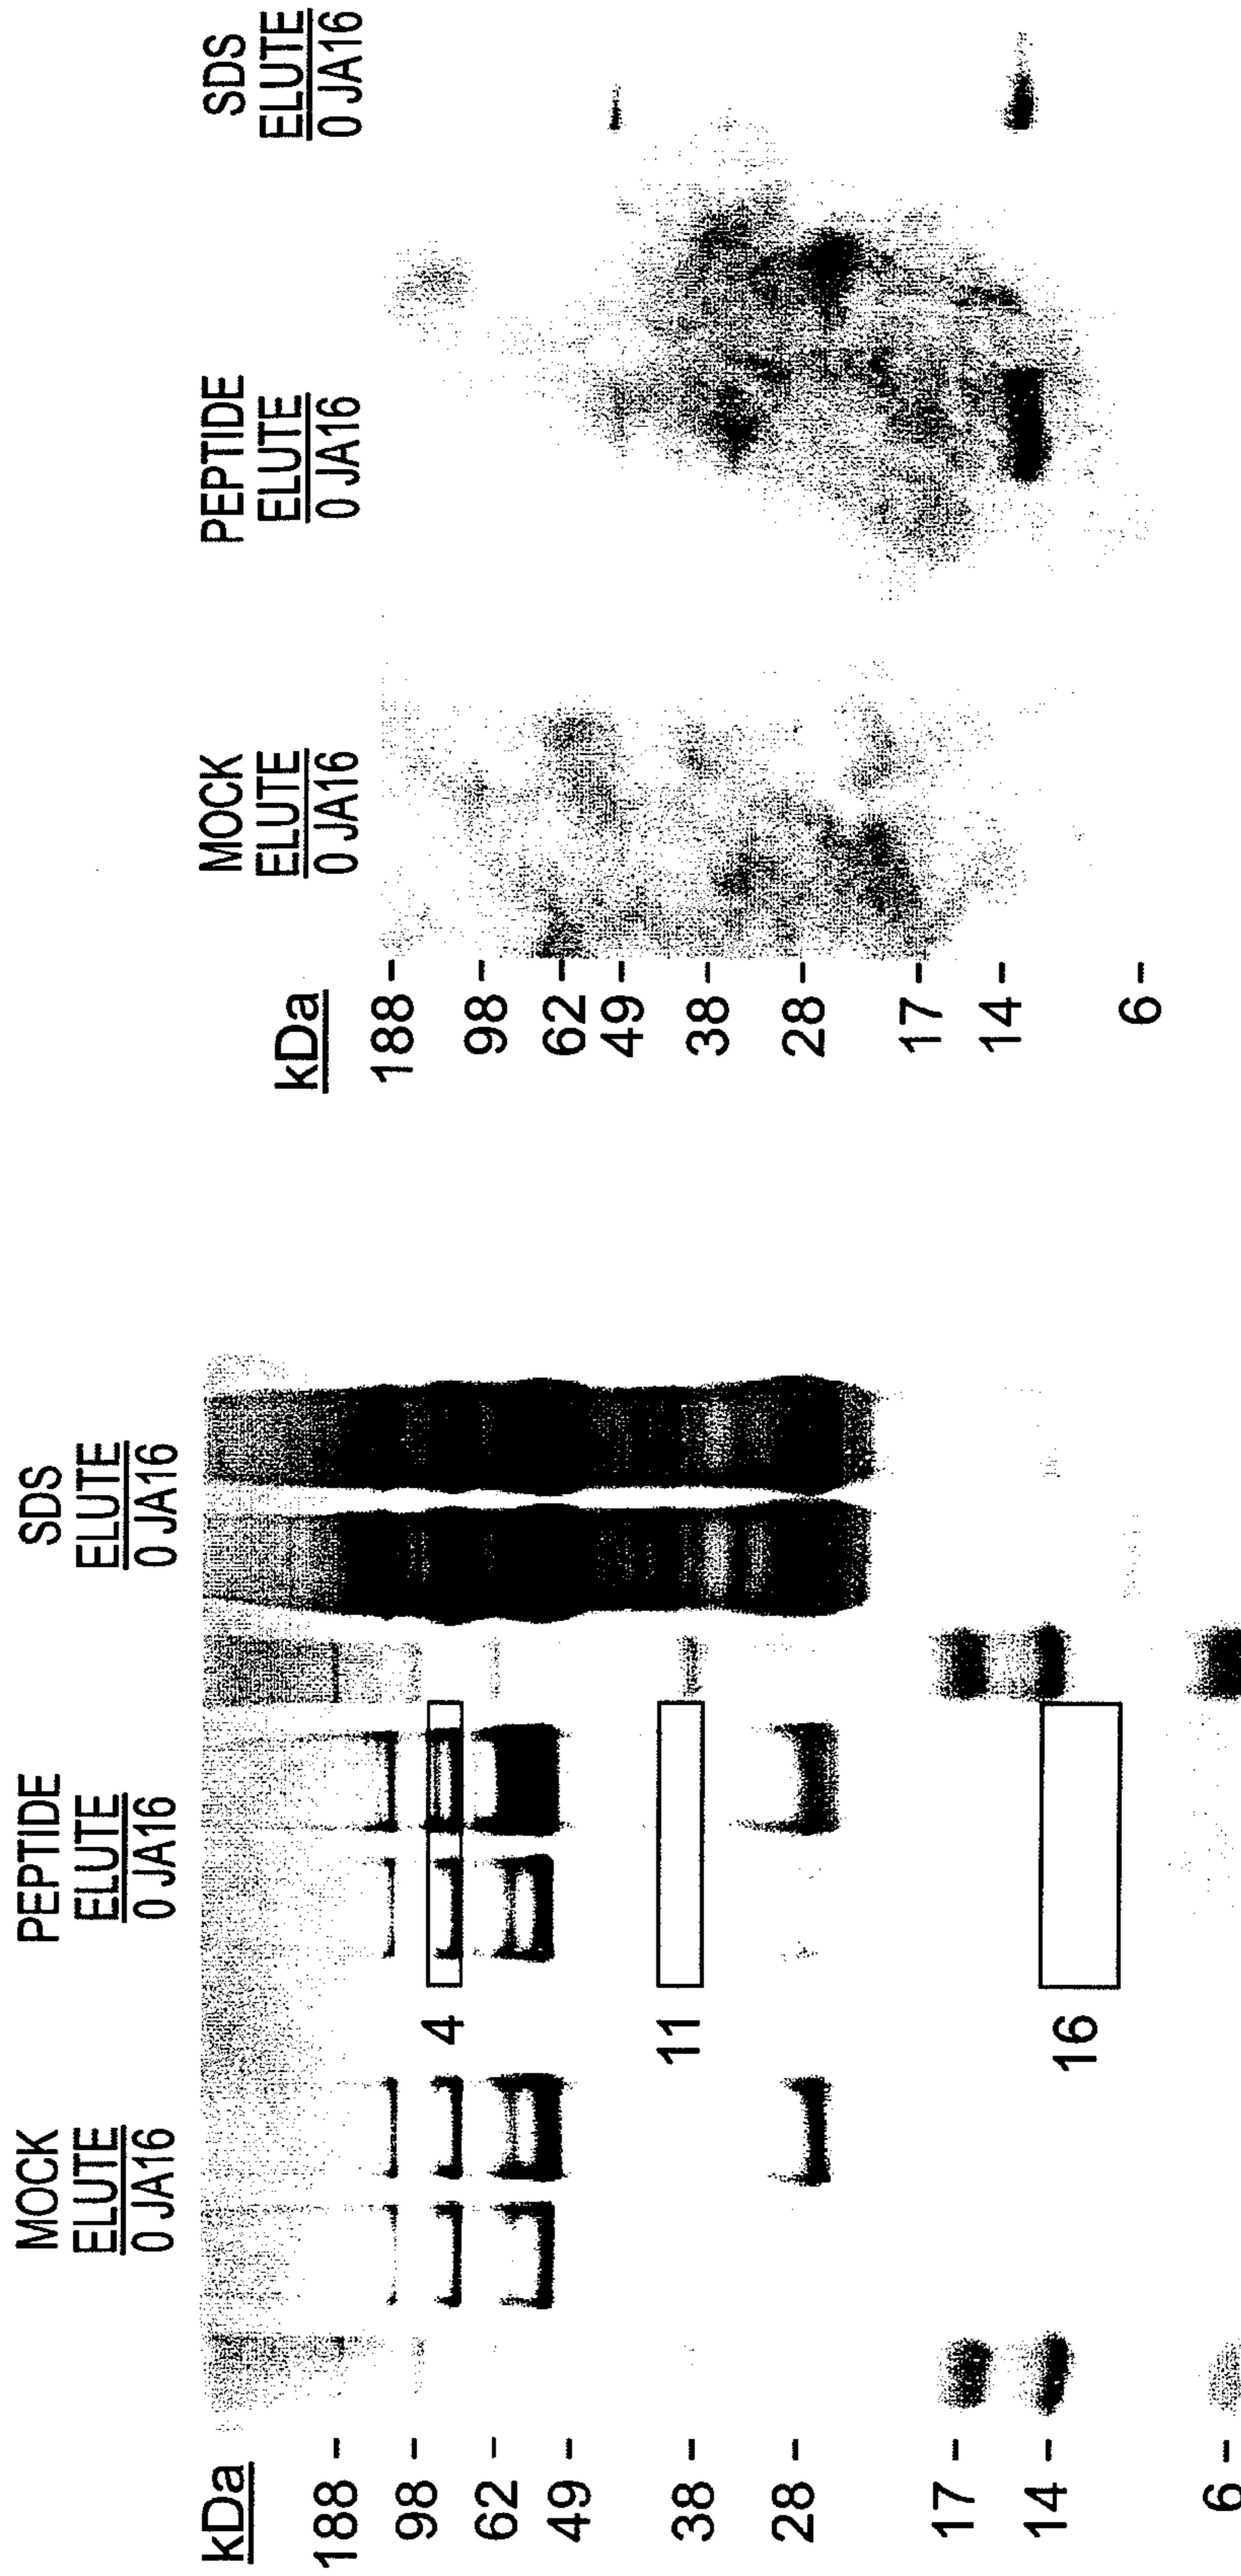 MOCK
ELUTE
0 JA16
PEPTIDE
ELUTE
0 JA16
SDS
ELUTE
0 JA16
kDa
188 -
98 -
62 -
49 -
38 -
28 -
17 -
14 -
6 -
4
11
16
MOCK
ELUTE
0 JA16
PEPTIDE
ELUTE
0 JA16
SDS
ELUTE
0 JA16
kDa
188 -
98 -
62 -
49 -
38 -
28 -
17 -
14 -
6 -